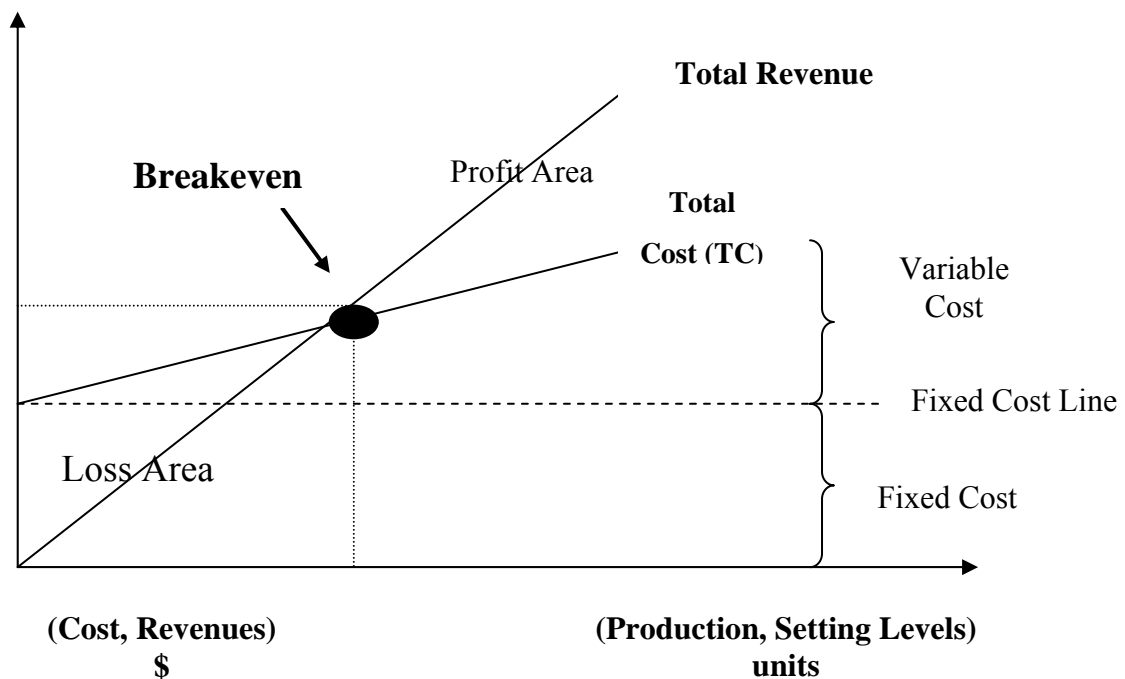 Total Revenue
Profit Area
Breakeven
Total
Cost (TC)
Variable
Cost
Fixed Cost Line
Loss Area
Fixed Cost
(Cost, Revenues)
$
(Production, Setting Levels)
units